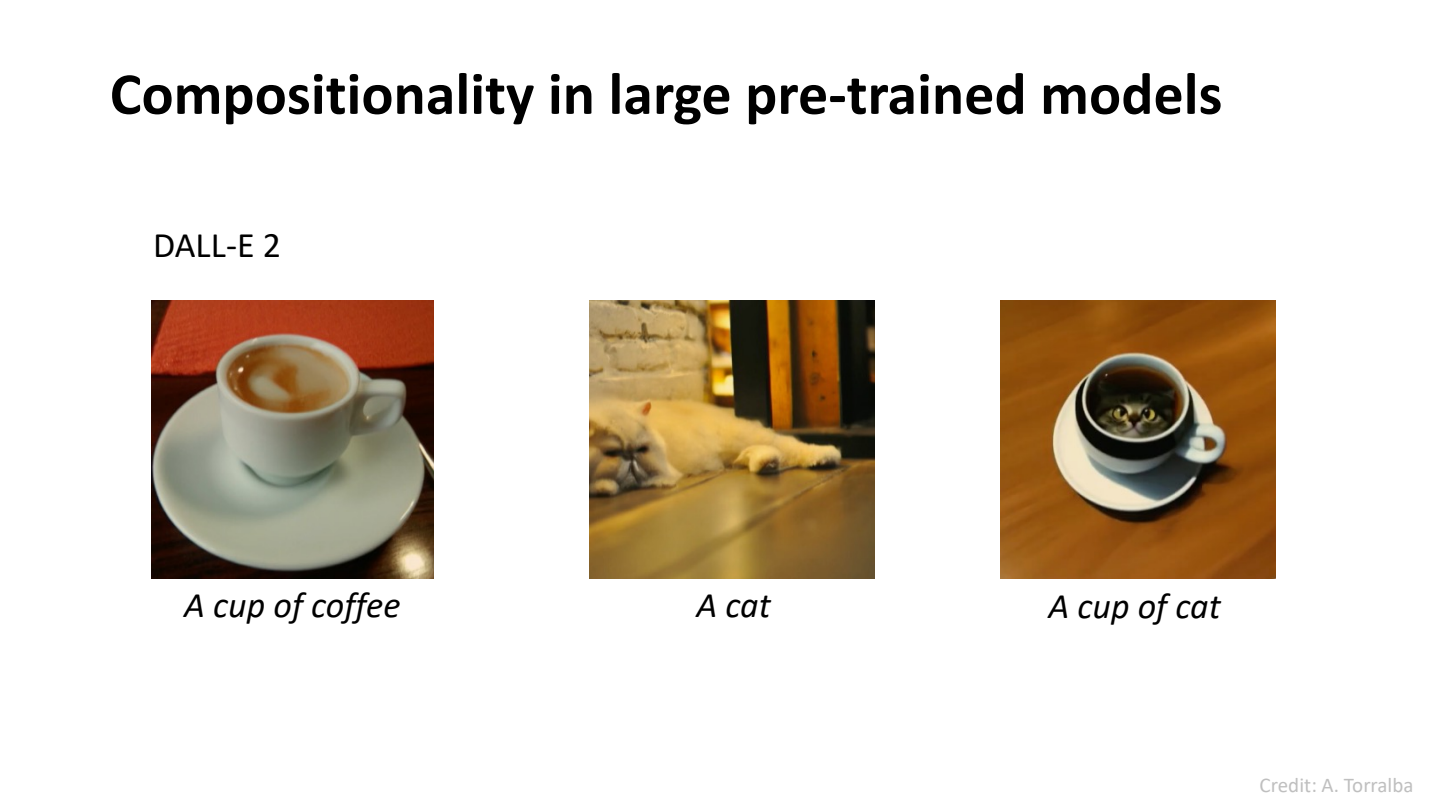 Compositionality in large pre-trained models
DALL-E 2
A cup of coffee
A cat
A cup of cat
Credit: A. Torralba